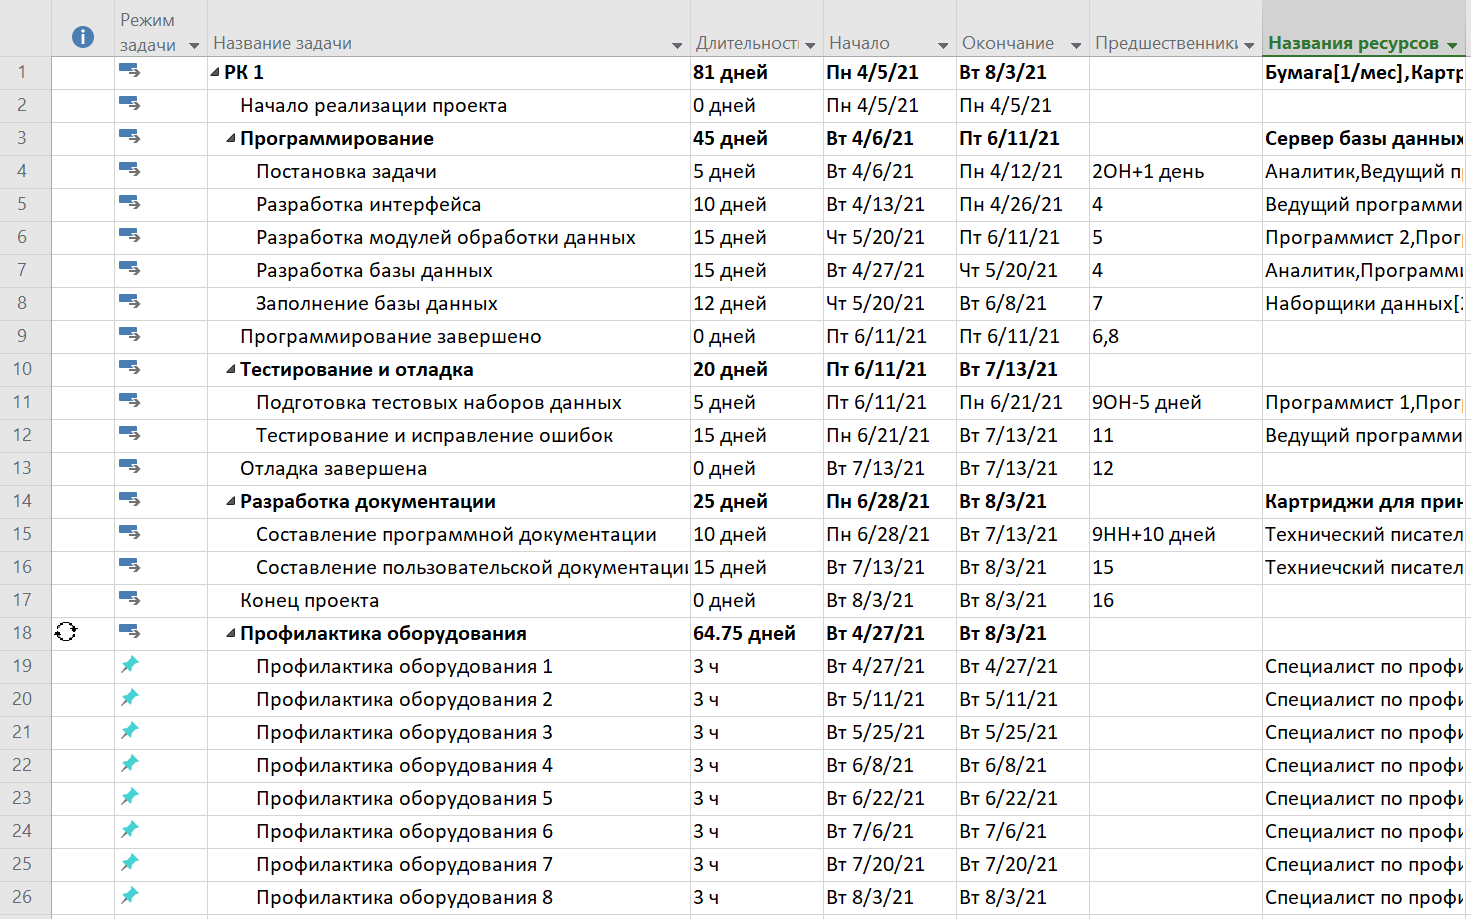 Режим задачи Название задачи Длительност Начало Окончание Предшественники Названия ресурсов
1 РК 1 81 дней Пн 4/5/21 Вт 8/3/21 Бумага[1/мес],Картр
2 Начало реализации проекта 0 дней Пн 4/5/21 Пн 4/5/21
3 Программирование 45 дней Вт 4/6/21 Пт 6/11/21 Сервер базы данных
4 Постановка задачи 5 дней Вт 4/6/21 Пн 4/12/21 2ОН+1 день Аналитик,Ведущий п
5 Разработка интерфейса 10 дней Вт 4/13/21 Пн 4/26/21 4 Ведущий программи
6 Разработка модулей обработки данных 15 дней Чт 5/20/21 Пт 6/11/21 5 Программист 2,Прог
7 Разработка базы данных 15 дней Вт 4/27/21 Чт 5/20/21 4 Аналитик,Программ
8 Заполнение базы данных 12 дней Чт 5/20/21 Вт 6/8/21 7 Наборщики данных[
9 Программирование завершено 0 дней Пт 6/11/21 Пт 6/11/21 6,8
10 Тестирование и отладка 20 дней Пт 6/11/21 Вт 7/13/21
11 Подготовка тестовых наборов данных 5 дней Пт 6/11/21 Пн 6/21/21 9ОН-5 дней Программист 1,Прог
12 Тестирование и исправление ошибок 15 дней Пн 6/21/21 Вт 7/13/21 11 Ведущий программи
13 Отладка завершена 0 дней Вт 7/13/21 Вт 7/13/21 12
14 Разработка документации 25 дней Пн 6/28/21 Вт 8/3/21 Картриджи для прин
15 Составление программной документации 10 дней Пн 6/28/21 Вт 7/13/21 9НН+10 дней Технический писател
16 Составление пользовательской документаци 15 дней Вт 7/13/21 Вт 8/3/21 15 Техниечский писател
17 Конец проекта 0 дней Вт 8/3/21 Вт 8/3/21 16
18 Профилактика оборудования 64.75 дней Вт 4/27/21 Вт 8/3/21
19 Профилактика оборудования 1 3 ч Вт 4/27/21 Вт 4/27/21 Специалист по профи
20 Профилактика оборудования 2 3 ч Вт 5/11/21 Вт 5/11/21 Специалист по профи
21 Профилактика оборудования 3 3 ч Вт 5/25/21 Вт 5/25/21 Специалист по профи
22 Профилактика оборудования 4 3 ч Вт 6/8/21 Вт 6/8/21 Специалист по профи
23 Профилактика оборудования 5 3 ч Вт 6/22/21 Вт 6/22/21 Специалист по профи
24 Профилактика оборудования 6 3 ч Вт 7/6/21 Вт 7/6/21 Специалист по профи
25 Профилактика оборудования 7 3 ч Вт 7/20/21 Вт 7/20/21 Специалист по профи
26 Профилактика оборудования 8 3 ч Вт 8/3/21 Вт 8/3/21 Специалист по профи